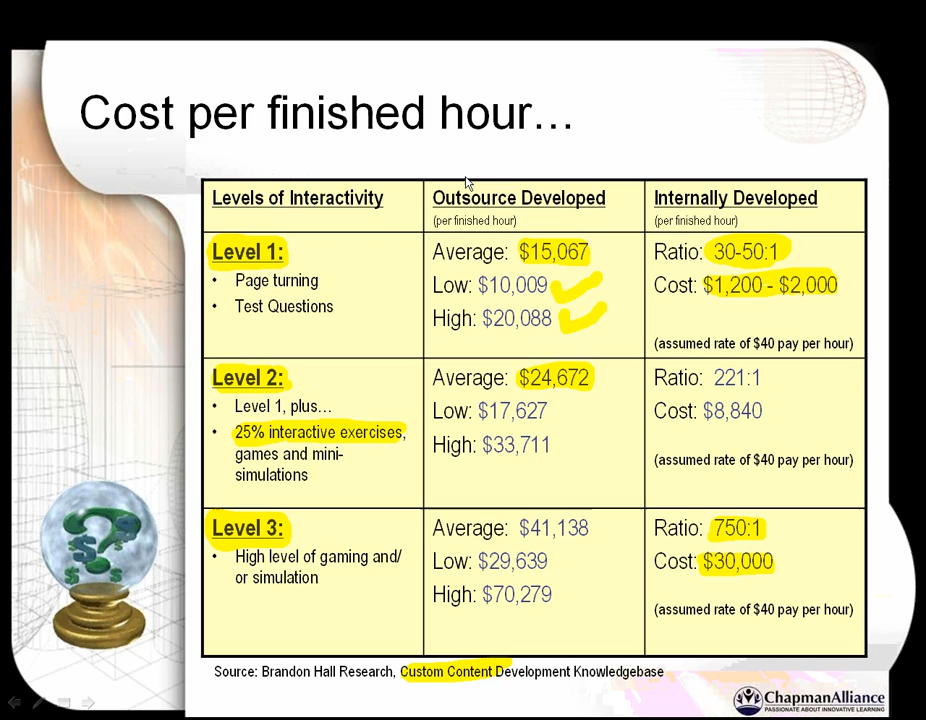 Cost per finished hour…
Levels of Interactivity
Outsource Developed
(per finished hour)
Internally Developed
(per finished hour)
Level 1:
• Page turning
• Test Questions
Average: $15,067
Low: $10,009
High: $20,088
Ratio: 30-50:1
Cost: $1,200 - $2,000
(assumed rate of $40 pay per hour)
Level 2:
• Level 1, plus…
• 25% interactive exercises,
games and mini-
simulations
Average: $24,672
Low: $17,627
High: $33,711
Ratio: 221:1
Cost: $8,840
(assumed rate of $40 pay per hour)
Level 3:
• High level of gaming and/
or simulation
Average: $41,138
Low: $29,639
High: $70,279
Ratio: 750:1
Cost: $30,000
(assumed rate of $40 pay per hour)
Source: Brandon Hall Research, Custom Content Development Knowledgebase
ChapmanAlliance
PASSIONATE ABOUT INNOVATIVE LEARNING